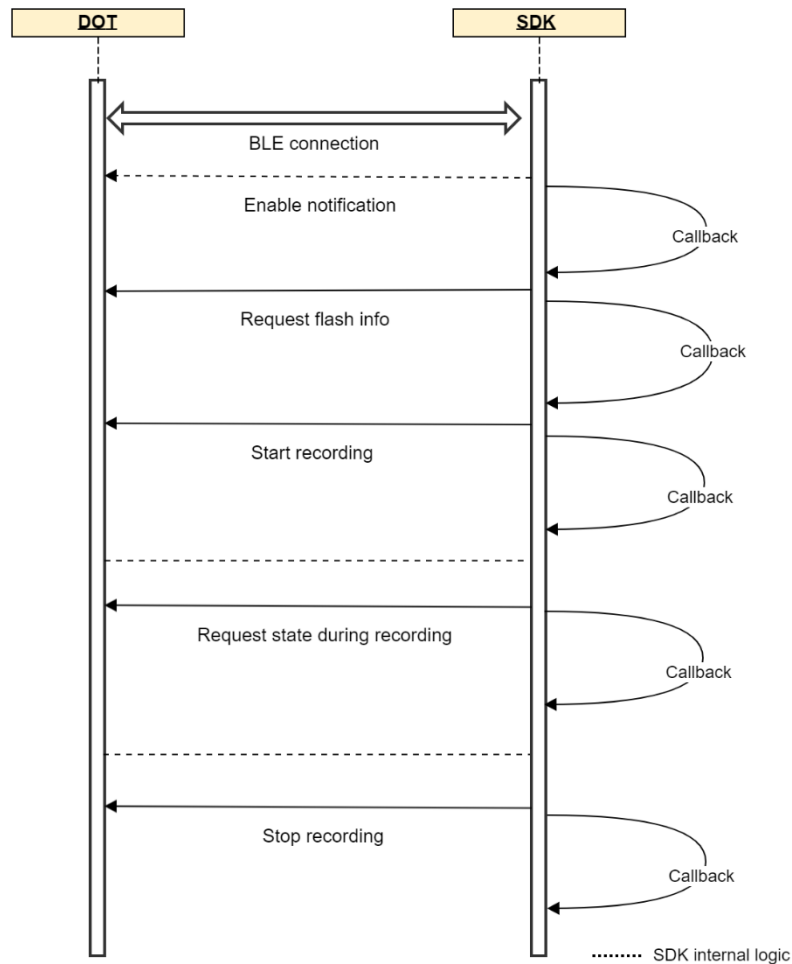 DOT
SDK
BLE connection
Enable notification
Callback
Request flash info
Callback
Start recording
Callback
Request state during recording
Callback
Stop recording
Callback
SDK internal logic